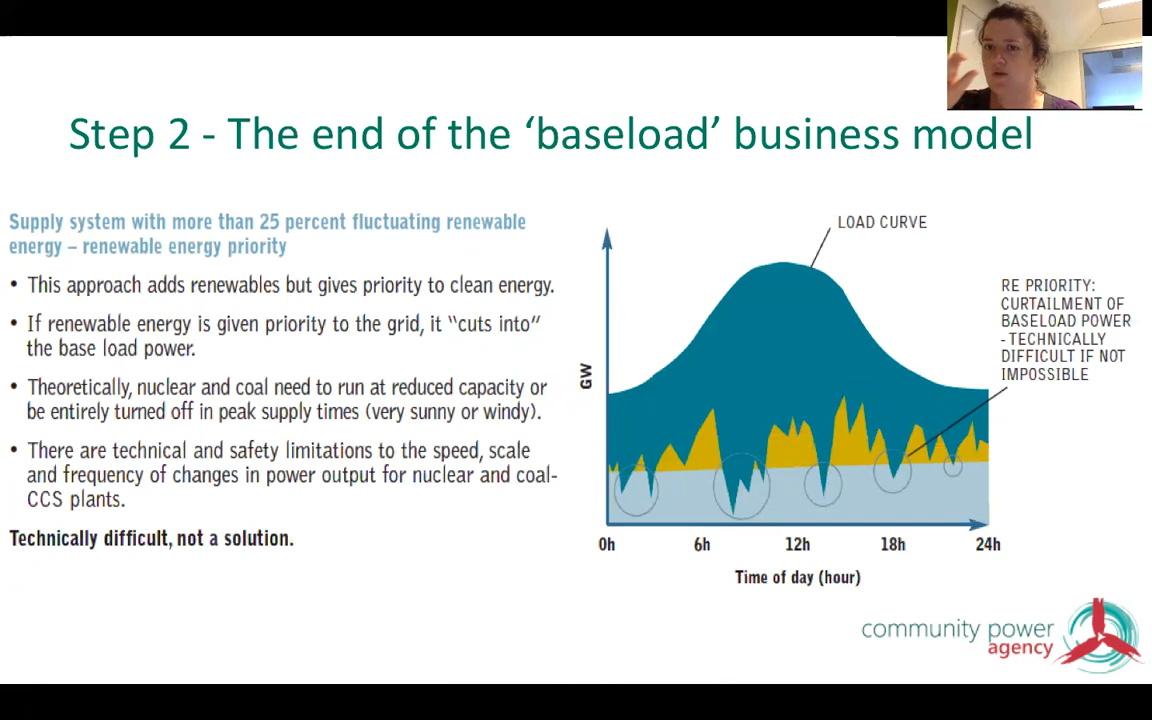 Step 2 - The end of the ‘baseload’ business model
Supply system with more than 25 percent fluctuating renewable
energy – renewable energy priority
• This approach adds renewables but gives priority to clean energy.
• If renewable energy is given priority to the grid, it “cuts into”
the base load power.
• Theoretically, nuclear and coal need to run at reduced capacity or
be entirely turned off in peak supply times (very sunny or windy).
• There are technical and safety limitations to the speed, scale
and frequency of changes in power output for nuclear and coal-
CCS plants.
Technically difficult, not a solution.
LOAD CURVE
RE PRIORITY:
CURTAILMENT OF
BASELOAD POWER
- TECHNICALLY
DIFFICULT IF NOT
IMPOSSIBLE
GW
0h 6h 12h 18h 24h
Time of day (hour)
community power
agency